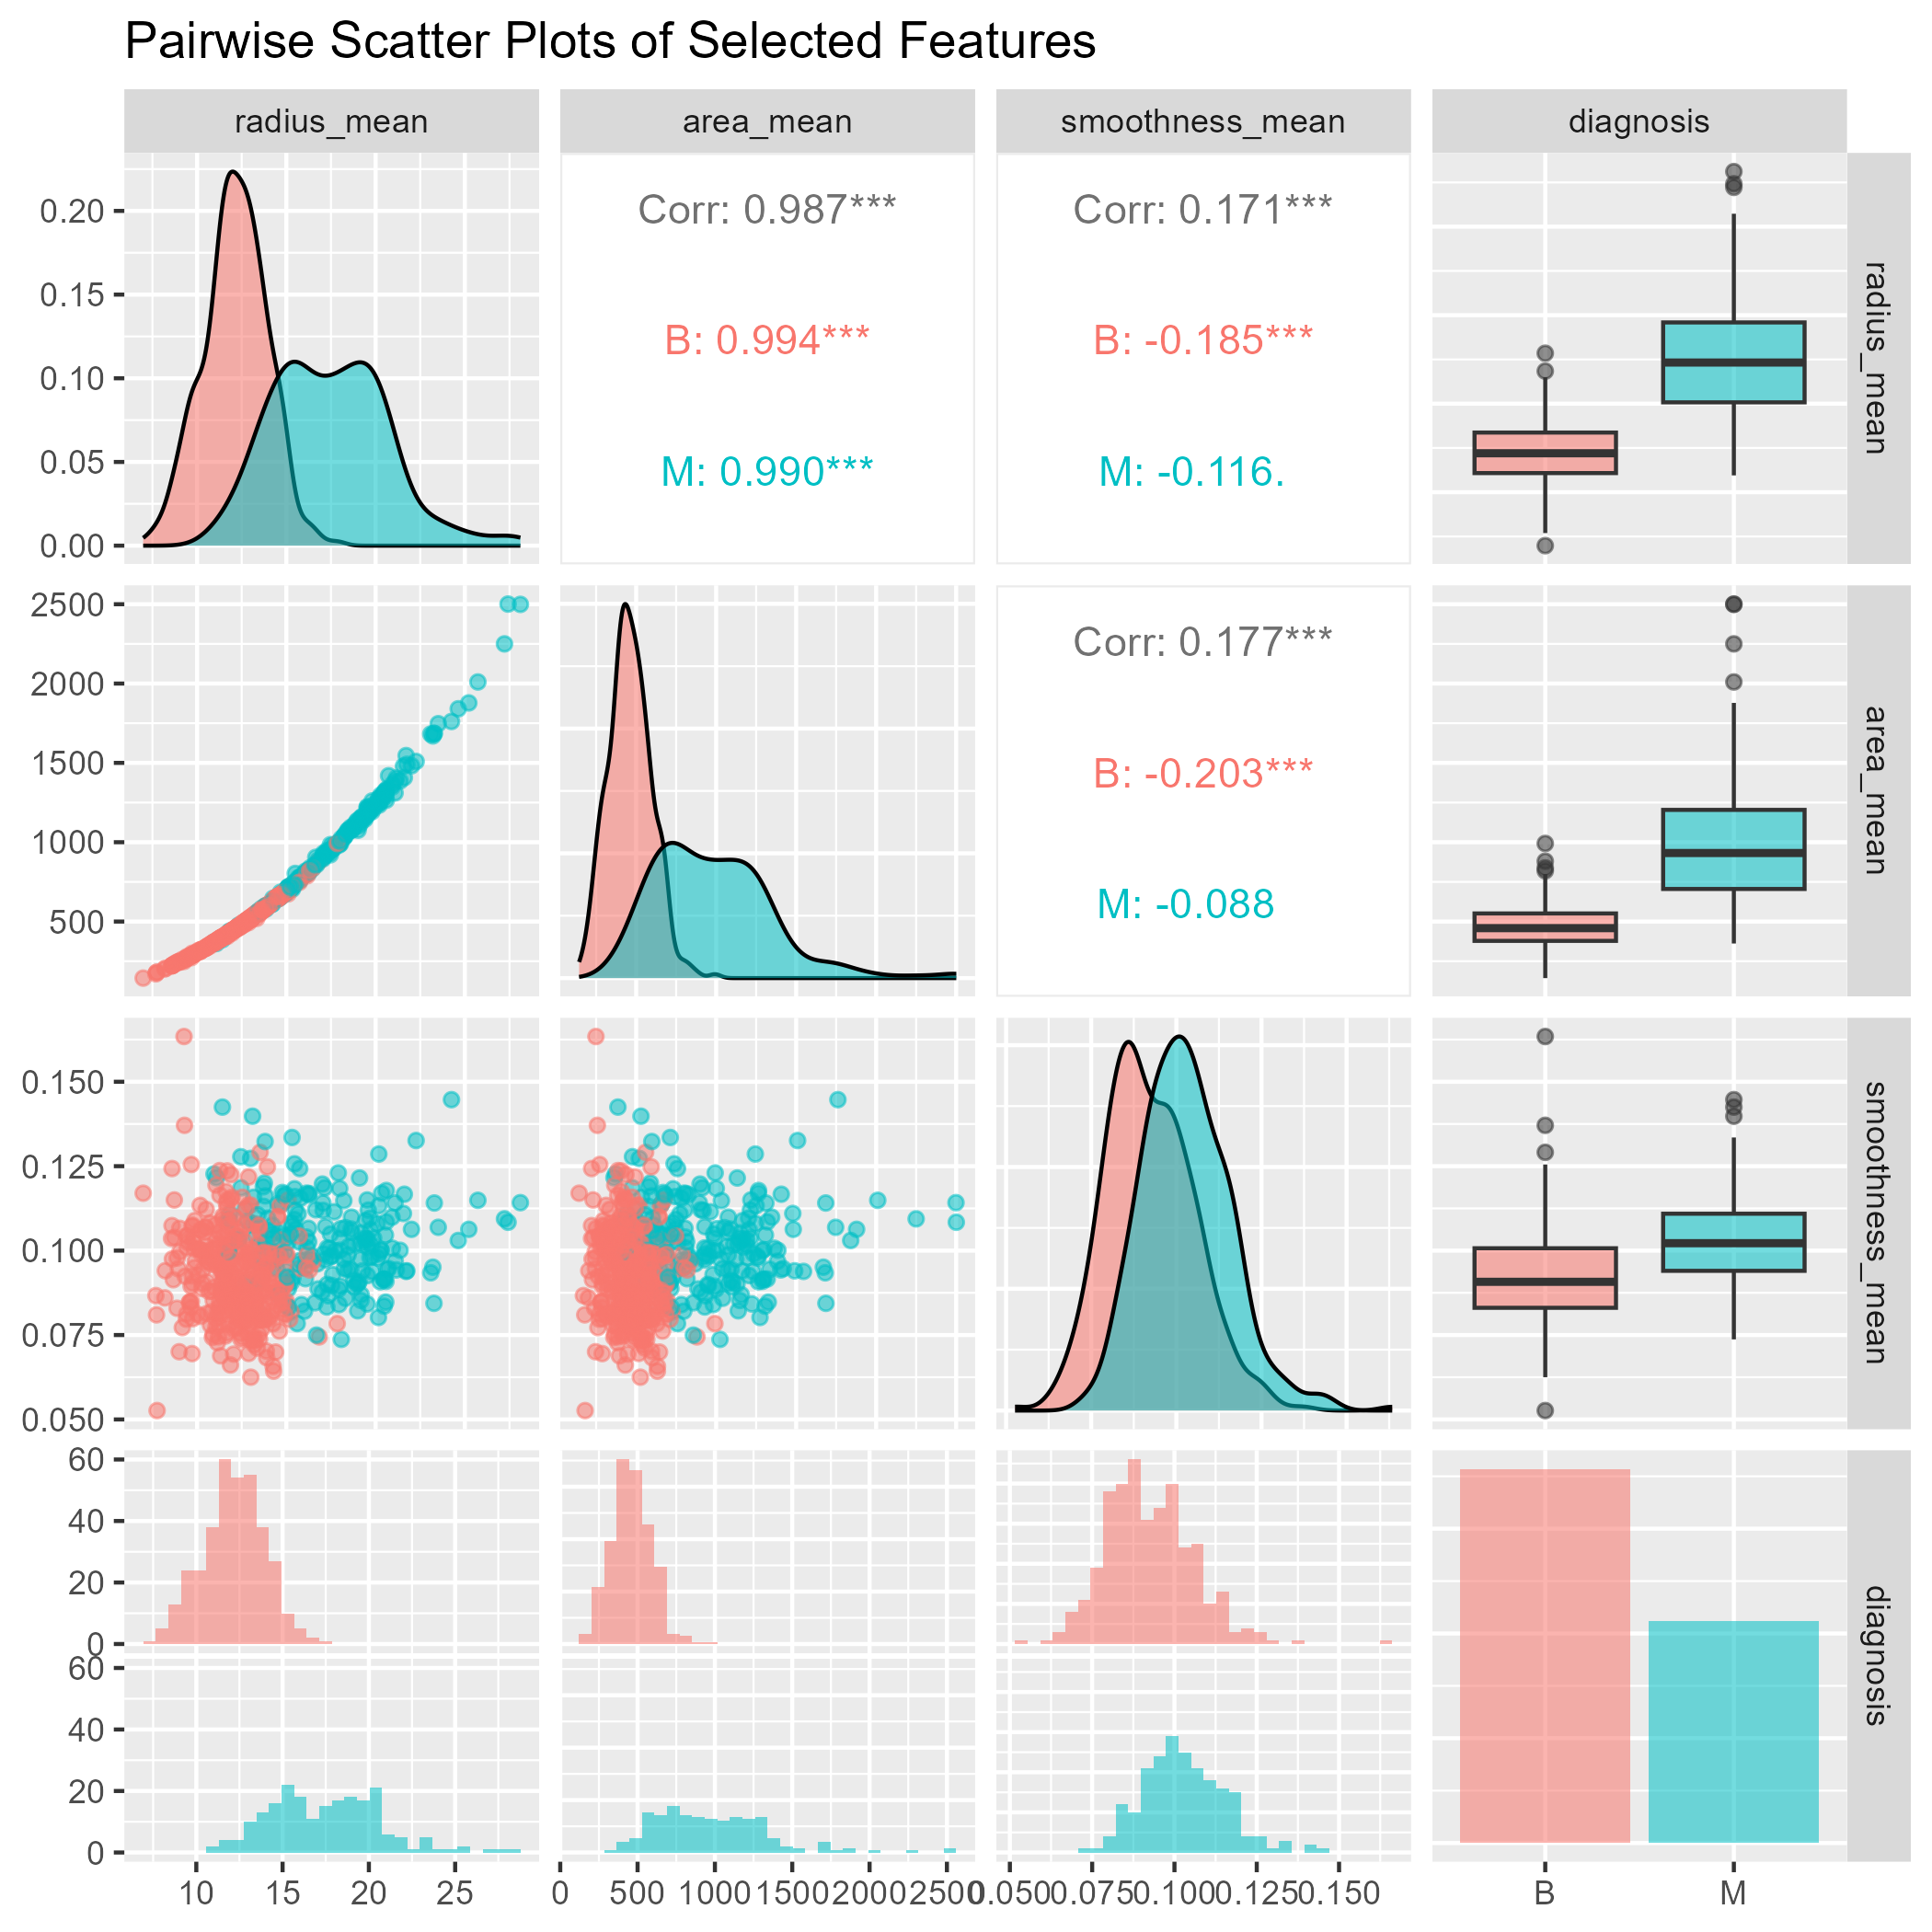 Pairwise Scatter Plots of Selected Features
radius_mean
area_mean
smoothness_mean
diagnosis
0.20
0.15
0.10
0.05
0.00
Corr: 0.987***
B: 0.994***
M: 0.990***
Corr: 0.171***
B: -0.185***
M: -0.116.
radius_mean
2500
2000
1500
1000
500
Corr: 0.177***
B: -0.203***
M: -0.088
area_mean
0.150
0.125
0.100
0.075
0.050
smoothness_mean
60
40
20
0
60
40
20
0
diagnosis
10 15 20 25
0 500 1000 1500 2000 2500
0.050 0.075 0.100 0.125 0.150
B M